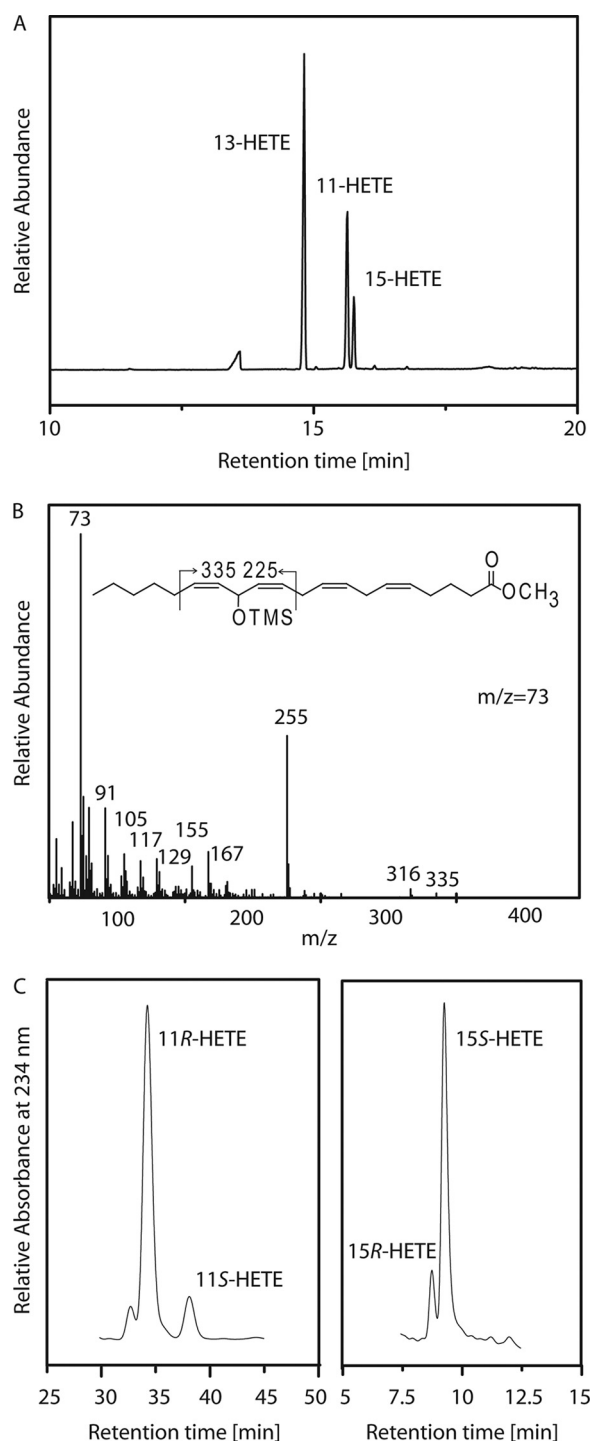 A
Relative Abundance
13-HETE
11-HETE
15-HETE
10
15
20
Retention time [min]
B
Relative Abundance
73
335 225
O
OCH3
OTMS
m/z=73
255
91
105
117
129
155
167
316
335
100
200
300
400
m/z
C
Relative Absorbance at 234 nm
11R-HETE
11S-HETE
15S-HETE
15R-HETE
25
30
35
40
45
50
5
7.5
10
12.5
15
Retention time [min]
Retention time [min]